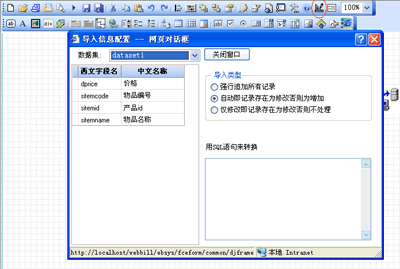 100%
导入信息配置 -- 网页对话框
数据集: dataset1 关闭窗口
西文字段名 中文名称
dprice 价格
sitemcode 物品编号
sitemid 产品id
sitemname 物品名称
导入类型
强行追加所有记录
自动即记录存在为修改否则为增加
仅修改即记录存在为修改否则不处理
用SQL语句来转换
http://localhost/webbill/ebsys/fceform/common/djframe 本地 Intranet